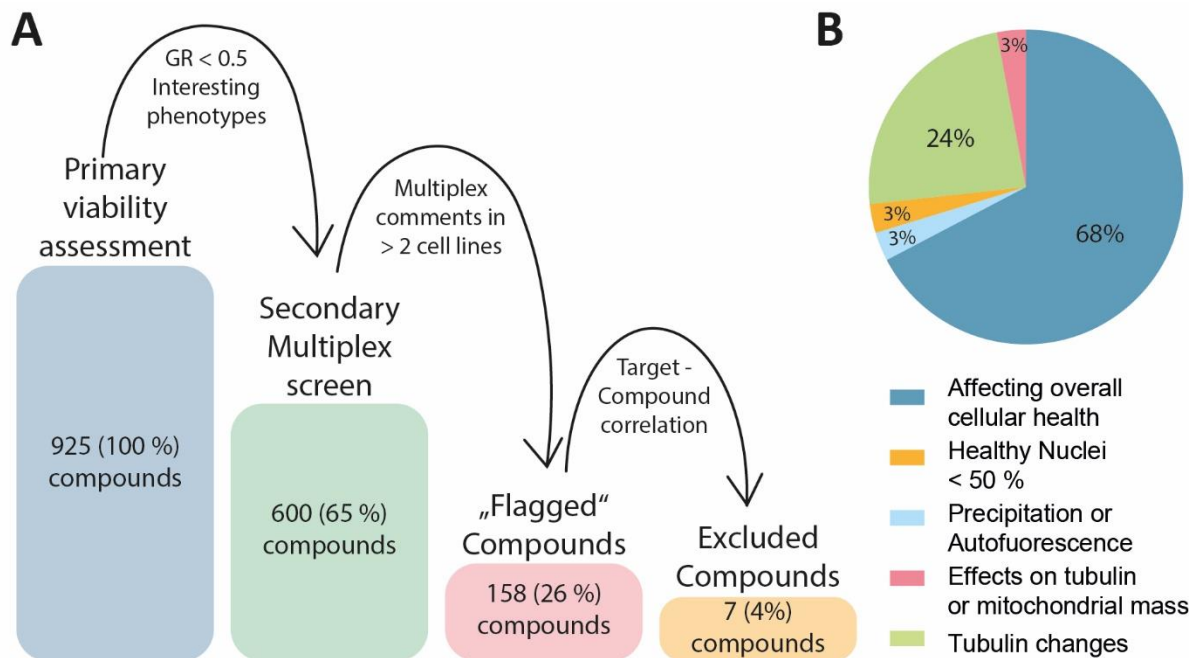 A
GR < 0.5
Interesting
phenotypes
Primary
viability
assessment
925 (100 %)
compounds
Multiplex
comments in
> 2 cell lines
Secondary
Multiplex
screen
600 (65 %)
compounds
Target -
Compound
correlation
„Flagged“
Compounds
158 (26 %)
compounds
Excluded
Compounds
7 (4%)
compounds
B
3%
24%
3%
3%
68%
Affecting overall
cellular health
Healthy Nuclei
< 50 %
Precipitation or
Autofuorescence
Effects on tubulin
or mitochondrial mass
Tubulin changes